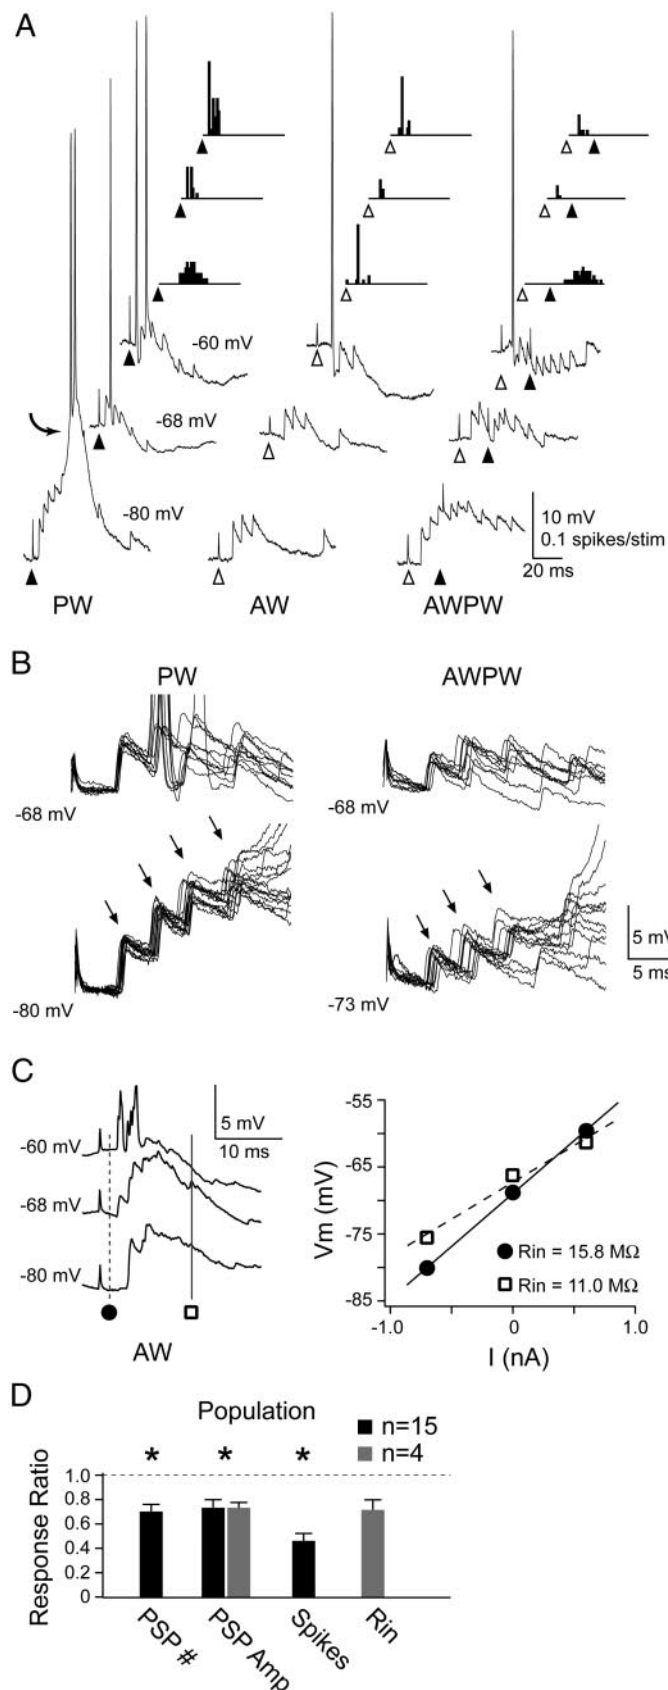 A
-60 mV
-68 mV
-80 mV
10 mV
0.1 spikes/stim
20 ms
PW
AW
AWPW
B
PW
AWPW
-68 mV
-68 mV
-80 mV
-73 mV
5 mV
5 ms
C
-60 mV
-68 mV
-80 mV
5 mV
10 ms
AW
Vm (mV)
-55
-65
-75
-85
Rin = 15.8 MΩ
Rin = 11.0 MΩ
-1.0
0
1.0
I (nA)
D
Population
n=15
n=4
*
*
*
Response Ratio
1.0
0.8
0.6
0.4
0.2
0
PSP #
PSP Amp
Spikes
Rin